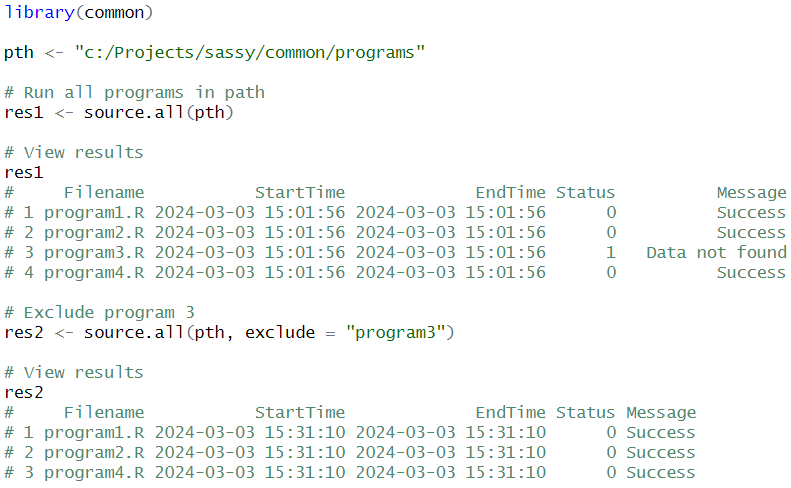 library(common)

pth <- "c:/Projects/sassy/common/programs"

# Run all programs in path
res1 <- source.all(pth)

# View results
res1
#     Filename           StartTime             EndTime Status          Message
# 1 program1.R 2024-03-03 15:01:56 2024-03-03 15:01:56      0          Success
# 2 program2.R 2024-03-03 15:01:56 2024-03-03 15:01:56      0          Success
# 3 program3.R 2024-03-03 15:01:56 2024-03-03 15:01:56      1   Data not found
# 4 program4.R 2024-03-03 15:01:56 2024-03-03 15:01:56      0          Success

# Exclude program 3
res2 <- source.all(pth, exclude = "program3")

# View results
res2
#     Filename           StartTime             EndTime Status Message
# 1 program1.R 2024-03-03 15:31:10 2024-03-03 15:31:10      0 Success
# 2 program2.R 2024-03-03 15:31:10 2024-03-03 15:31:10      0 Success
# 3 program4.R 2024-03-03 15:31:10 2024-03-03 15:31:10      0 Success